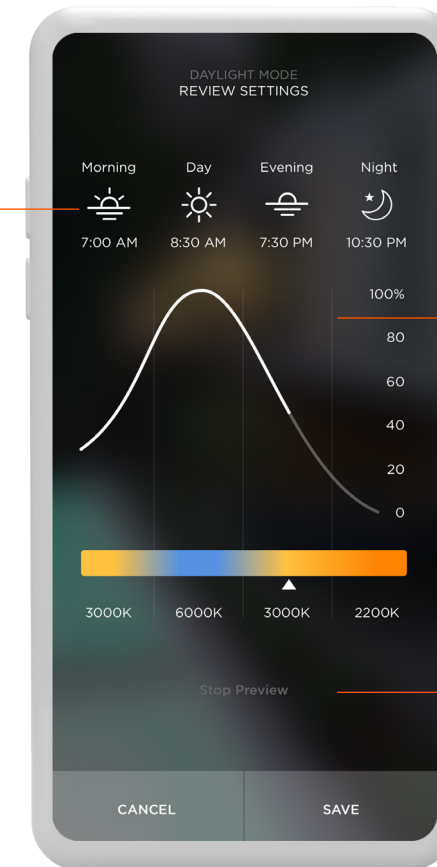 DAYLIGHT MODE
REVIEW SETTINGS
Morning Day Evening Night
7:00 AM 8:30 AM 7:30 PM 10:30 PM
100%
80
60
40
20
0
3000K 6000K 3000K 2200K
Stop Preview
CANCEL SAVE